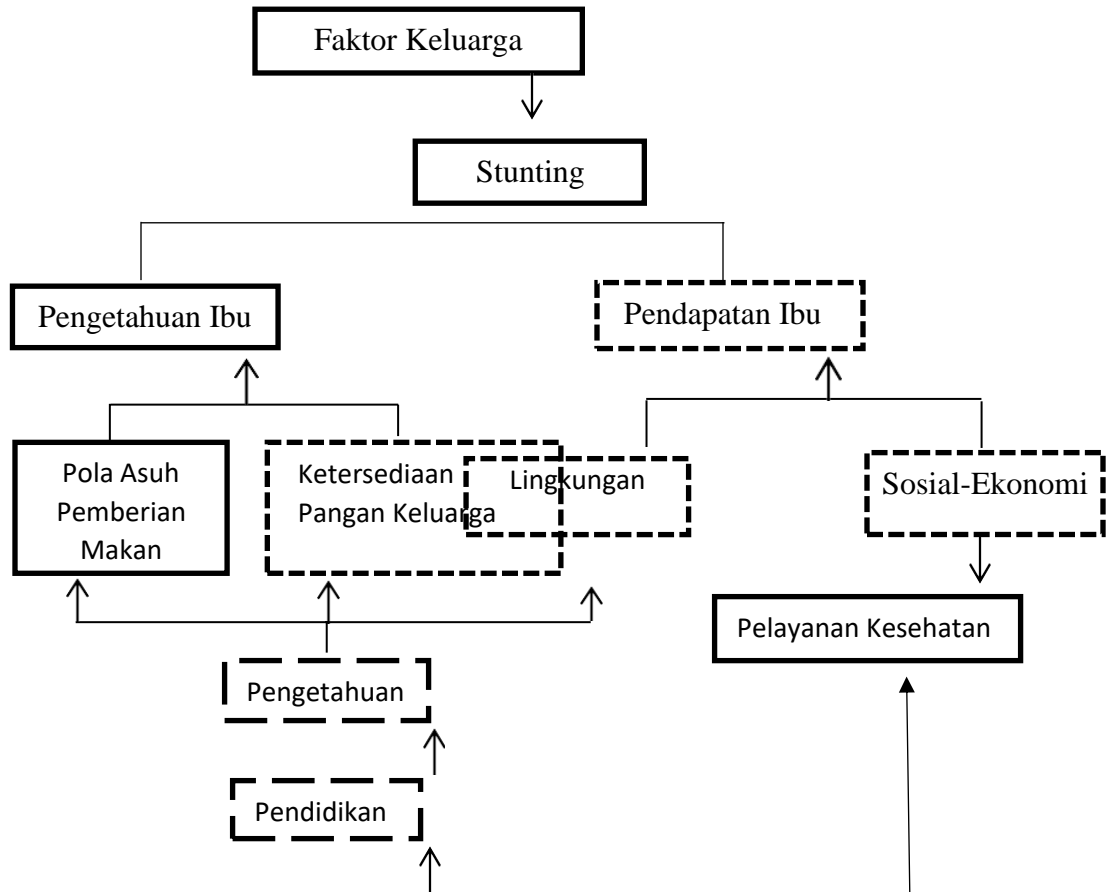 Faktor Keluarga
Stunting
Pengetahuan Ibu
Pendapatan Ibu
Pola Asuh
Pemberian
Makan
Ketersediaan
Pangan Keluarga
Lingkungan
Sosial-Ekonomi
Pelayanan Kesehatan
Pengetahuan
Pendidikan